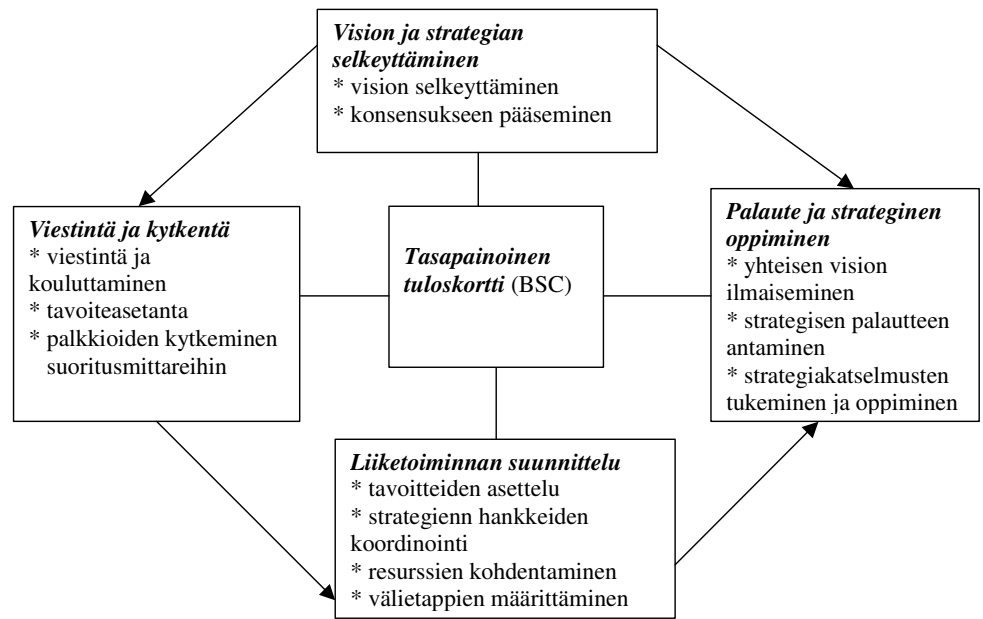 Vision ja strategian
selkeyttäminen
* vision selkeyttäminen
* konsensukseen pääseminen
Viestintä ja kytkentä
* viestintä ja
kouluttaminen
* tavoiteasetanta
* palkkioiden kytkeminen
suoritusmittareihin
Tasapainoinen
tuloskortti (BSC)
Palaute ja strateginen
oppiminen
* yhteisen vision
ilmaiseminen
* strategisen palautteen
antaminen
* strategiakatselmusten
tukeminen ja oppiminen
Liiketoiminnan suunnittelu
* tavoitteiden asettelu
* strategienn hankkeiden
koordinointi
* resurssien kohdentaminen
* välietappien määrittäminen